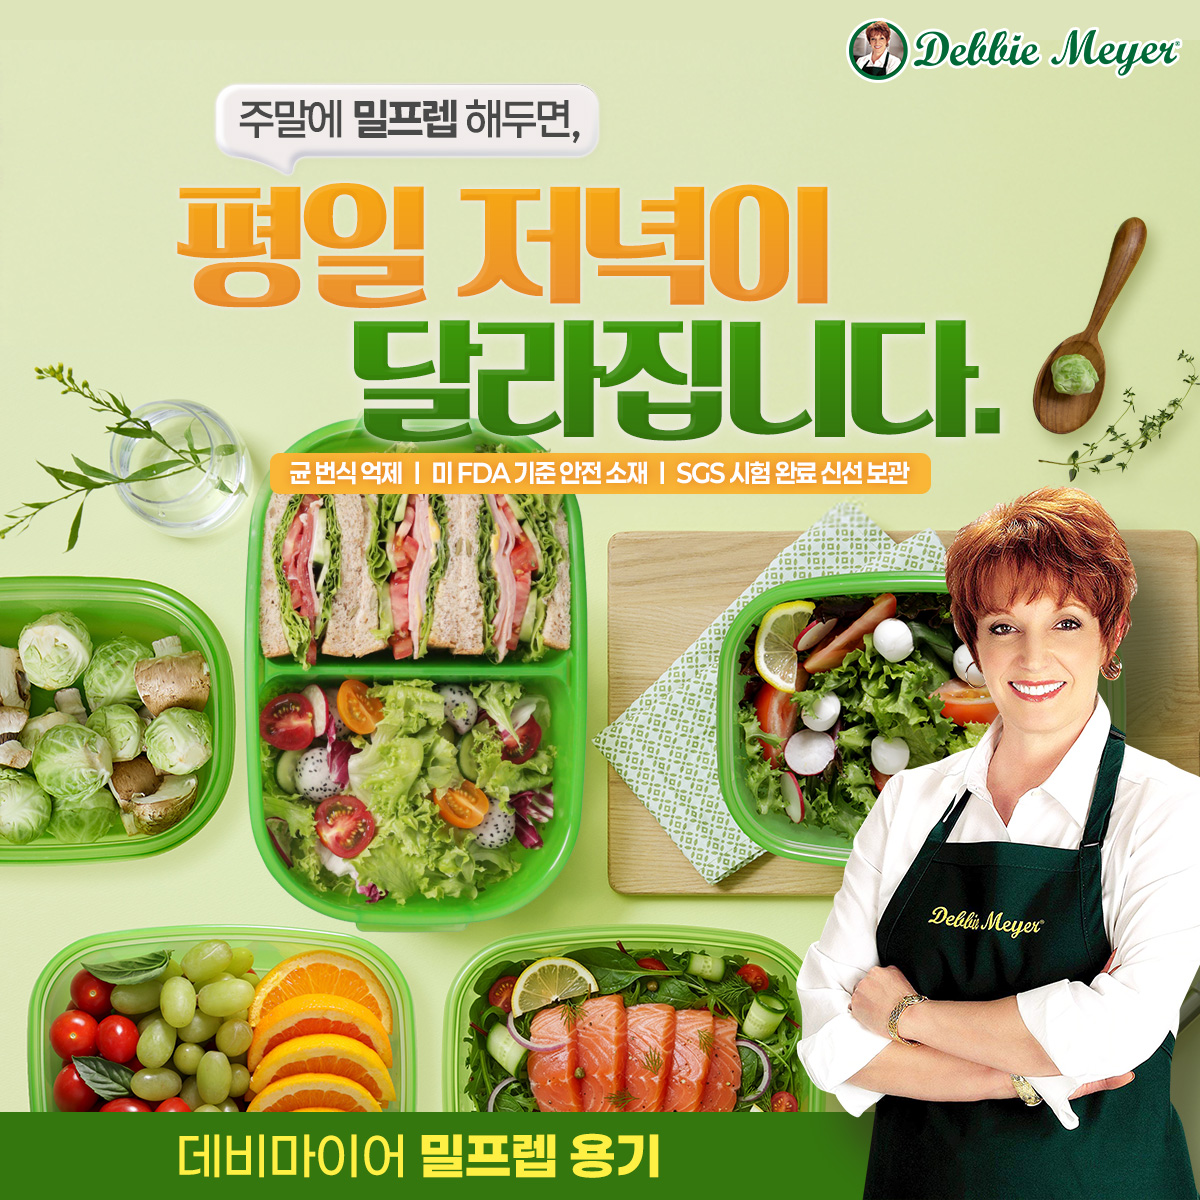 Debbie Meyer®
주말에 밀프렙 해두면,
평일 저녁이
달라집니다.
균 번식 억제 | 미 FDA 기준 안전 소재 | SGS 시험 완료 신선 보관
Debbie Meyer®
데비마이어 밀프렙 용기